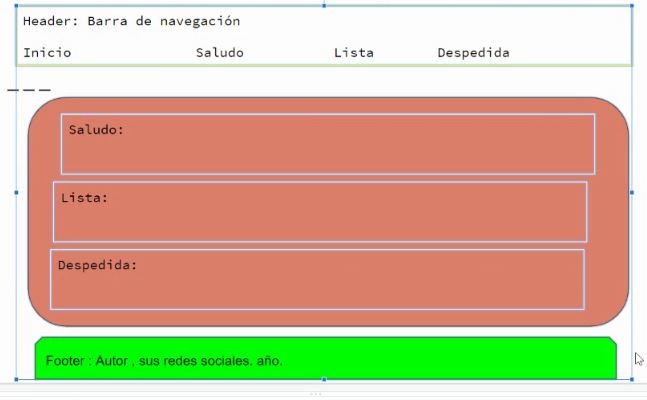 Header: Barra de navegación
Inicio Saludo Lista Despedida
Saludo:
Lista:
Despedida:
Footer : Autor , sus redes sociales. año.